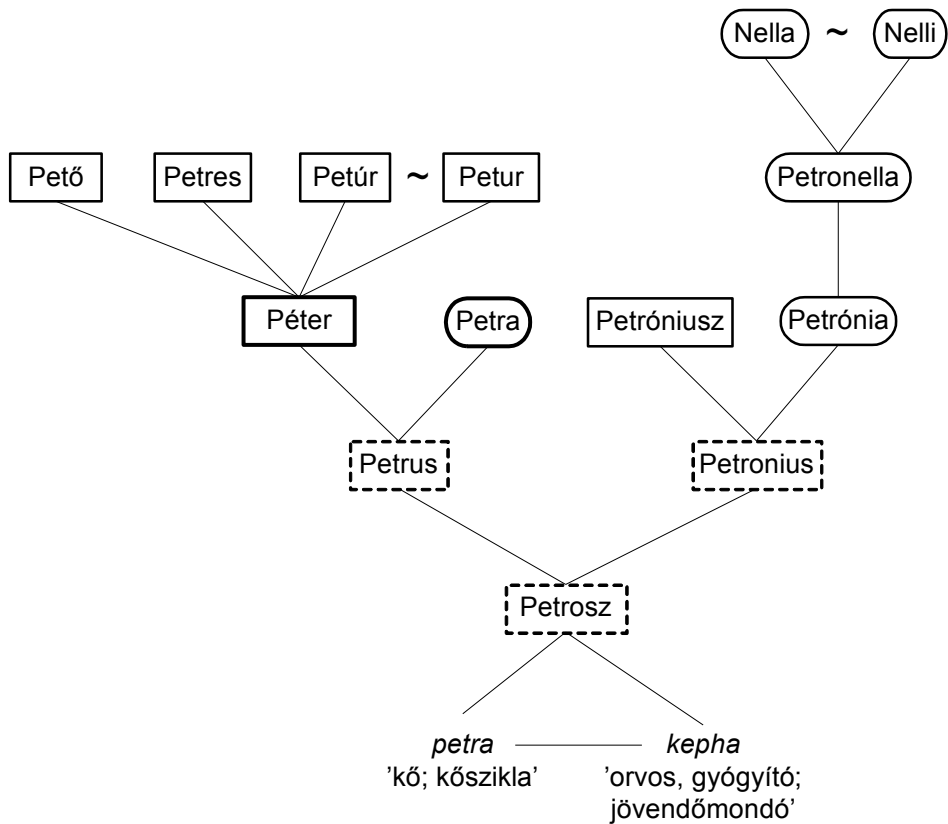 Nella ~ Nelli
Pető Petres Petúr ~ Petur Petronella
Péter Petra Petróniusz Petrónia
Petrus Petronius
Petrosz
petra kepha
’kő; kőszikla’ ’orvos, gyógyító;
jövendőmondó’